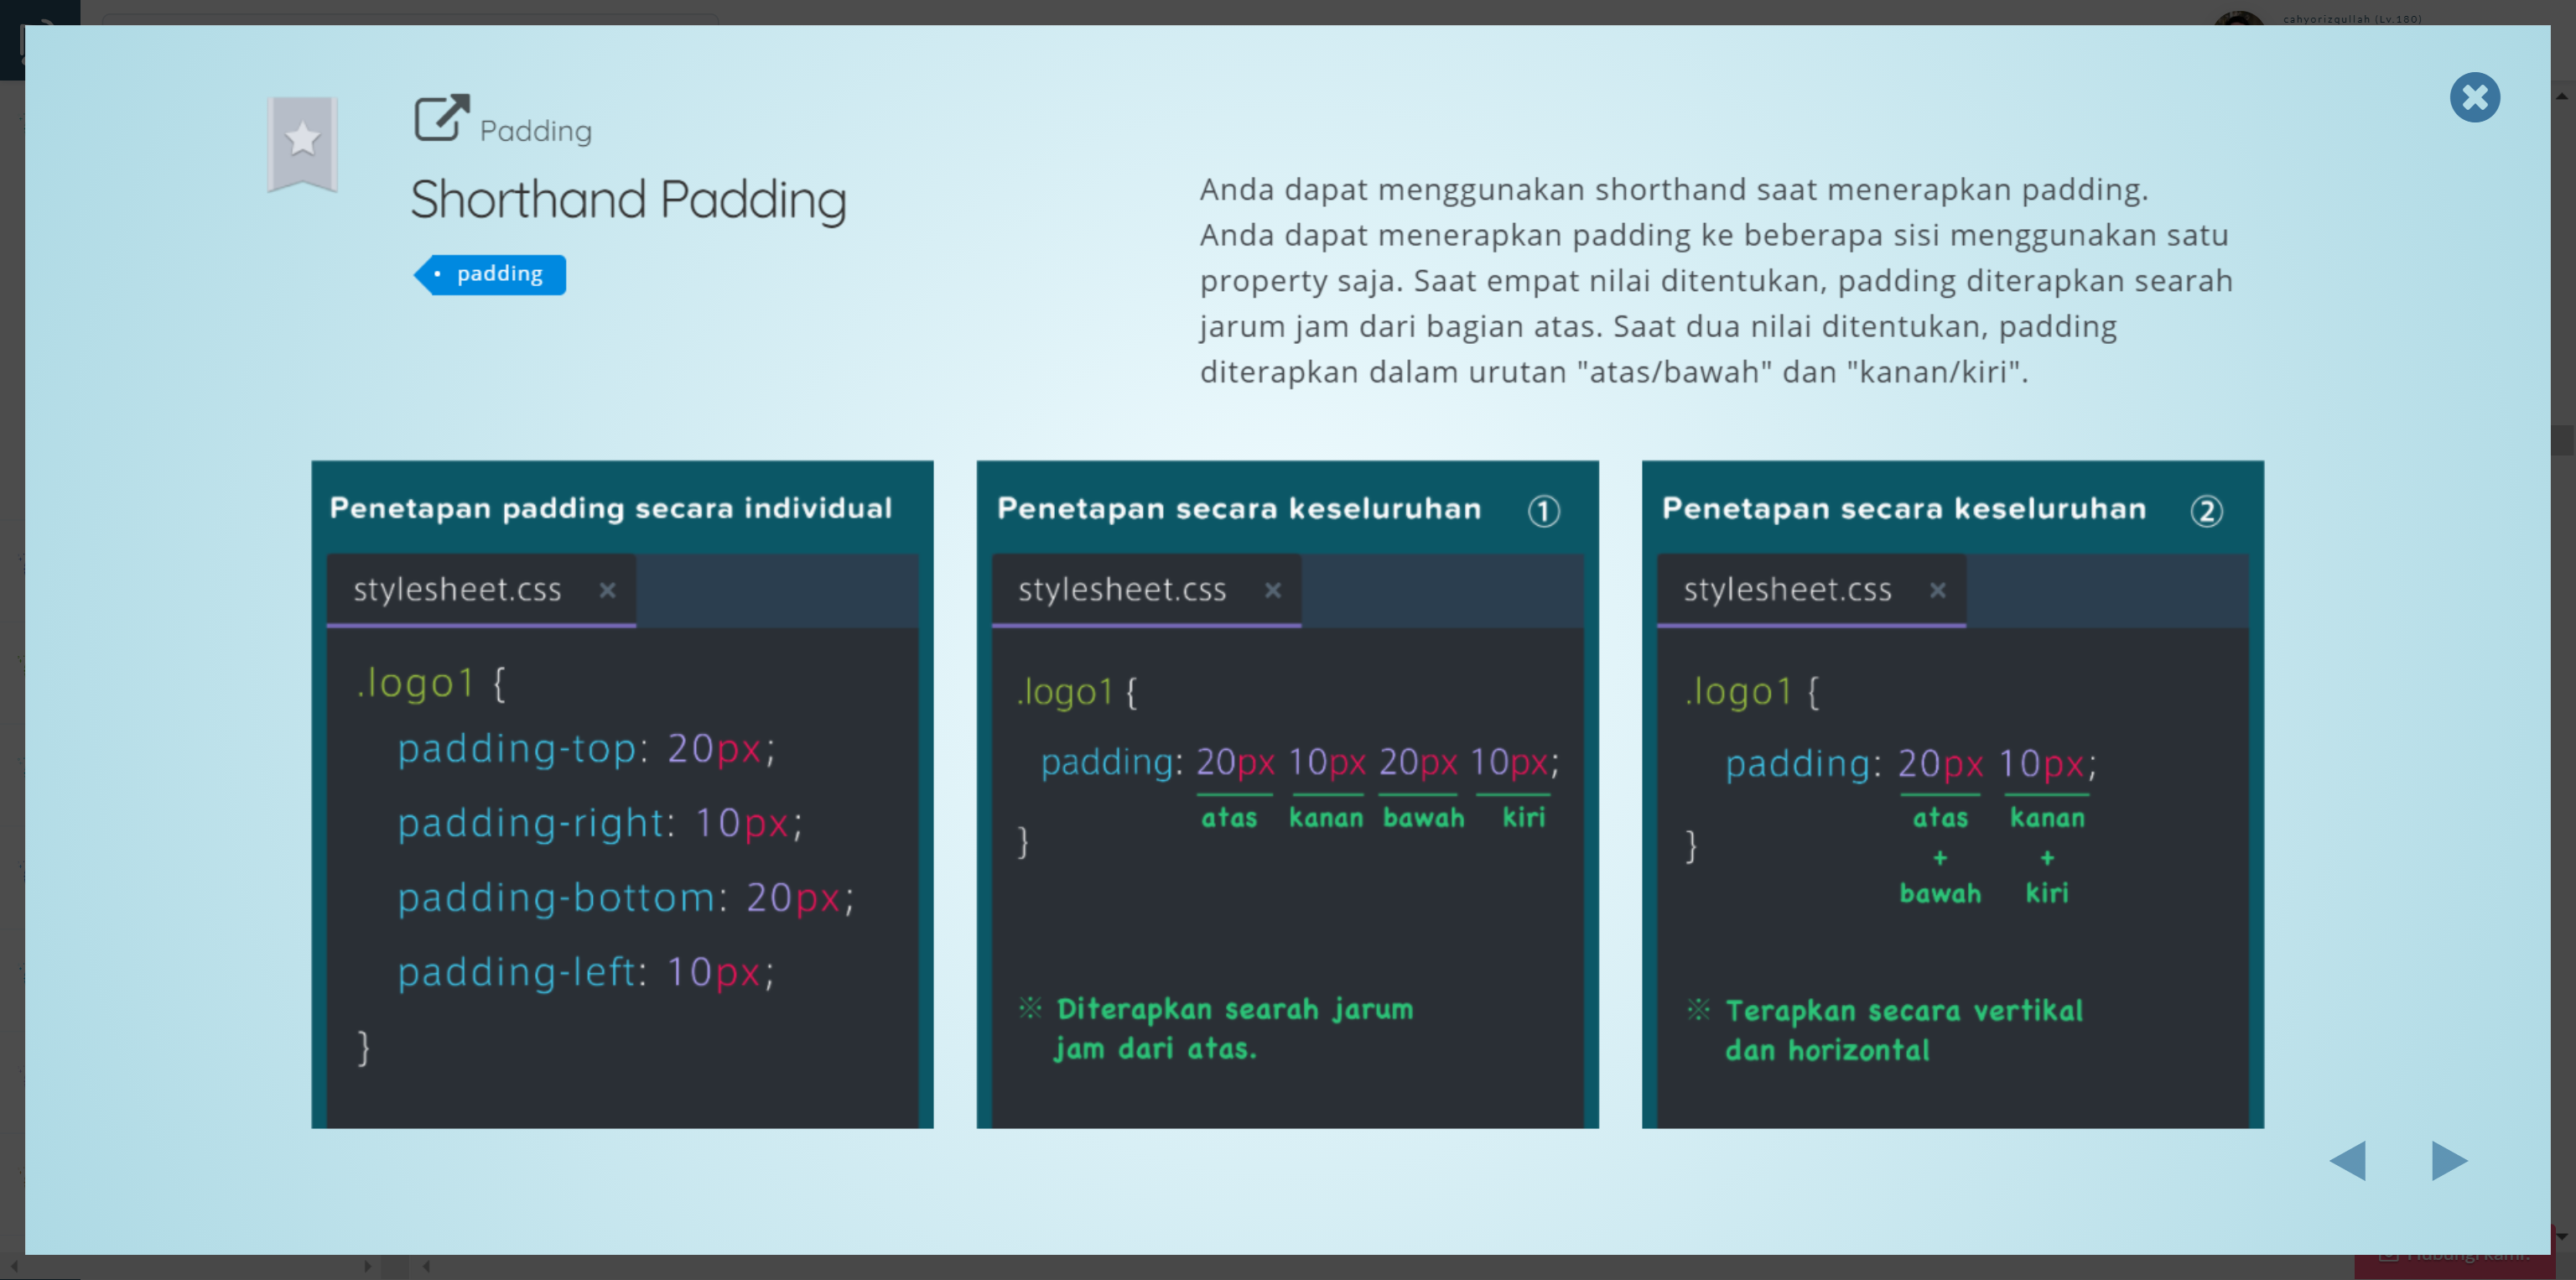 cahyorizqullah (Lv.180)
Padding
Shorthand Padding
• padding
Anda dapat menggunakan shorthand saat menerapkan padding.
Anda dapat menerapkan padding ke beberapa sisi menggunakan satu
property saja. Saat empat nilai ditentukan, padding diterapkan searah
jarum jam dari bagian atas. Saat dua nilai ditentukan, padding
diterapkan dalam urutan "atas/bawah" dan "kanan/kiri".
Penetapan padding secara individual
stylesheet.css ×
.logo1 {
padding-top: 20px;
padding-right: 10px;
padding-bottom: 20px;
padding-left: 10px;
}
Penetapan secara keseluruhan ①
stylesheet.css ×
.logo1 {
padding: 20px 10px 20px 10px;
atas kanan bawah kiri
}
※ Diterapkan searah jarum
jam dari atas.
Penetapan secara keseluruhan ②
stylesheet.css ×
.logo1 {
padding: 20px 10px;
atas kanan
+ +
}
bawah kiri
※ Terapkan secara vertikal
dan horizontal
Hubungi kami!